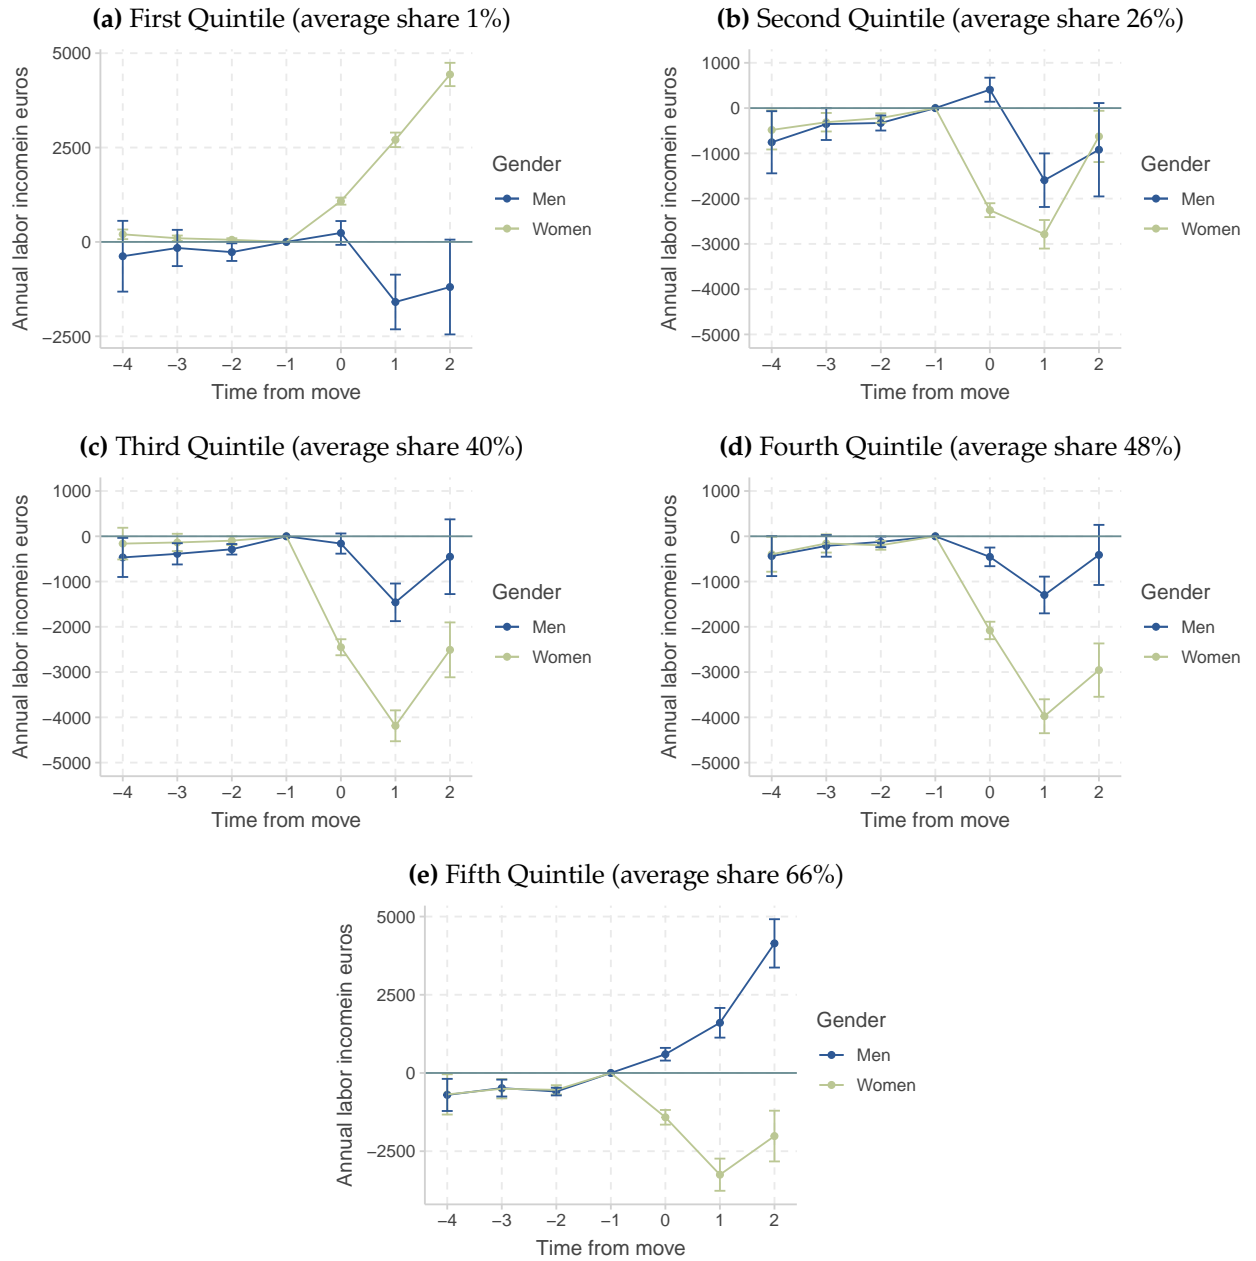 (a) First Quintile (average share 1%)
Annual labor incomein euros
5000
2500
0
−2500
−4 −3 −2 −1 0 1 2
Time from move
Gender
Men
Women
(b) Second Quintile (average share 26%)
Annual labor incomein euros
1000
0
−1000
−2000
−3000
−4000
−5000
−4 −3 −2 −1 0 1 2
Time from move
Gender
Men
Women
(c) Third Quintile (average share 40%)
Annual labor incomein euros
1000
0
−1000
−2000
−3000
−4000
−5000
−4 −3 −2 −1 0 1 2
Time from move
Gender
Men
Women
(d) Fourth Quintile (average share 48%)
Annual labor incomein euros
1000
0
−1000
−2000
−3000
−4000
−5000
−4 −3 −2 −1 0 1 2
Time from move
Gender
Men
Women
(e) Fifth Quintile (average share 66%)
Annual labor incomein euros
5000
2500
0
−2500
−4 −3 −2 −1 0 1 2
Time from move
Gender
Men
Women